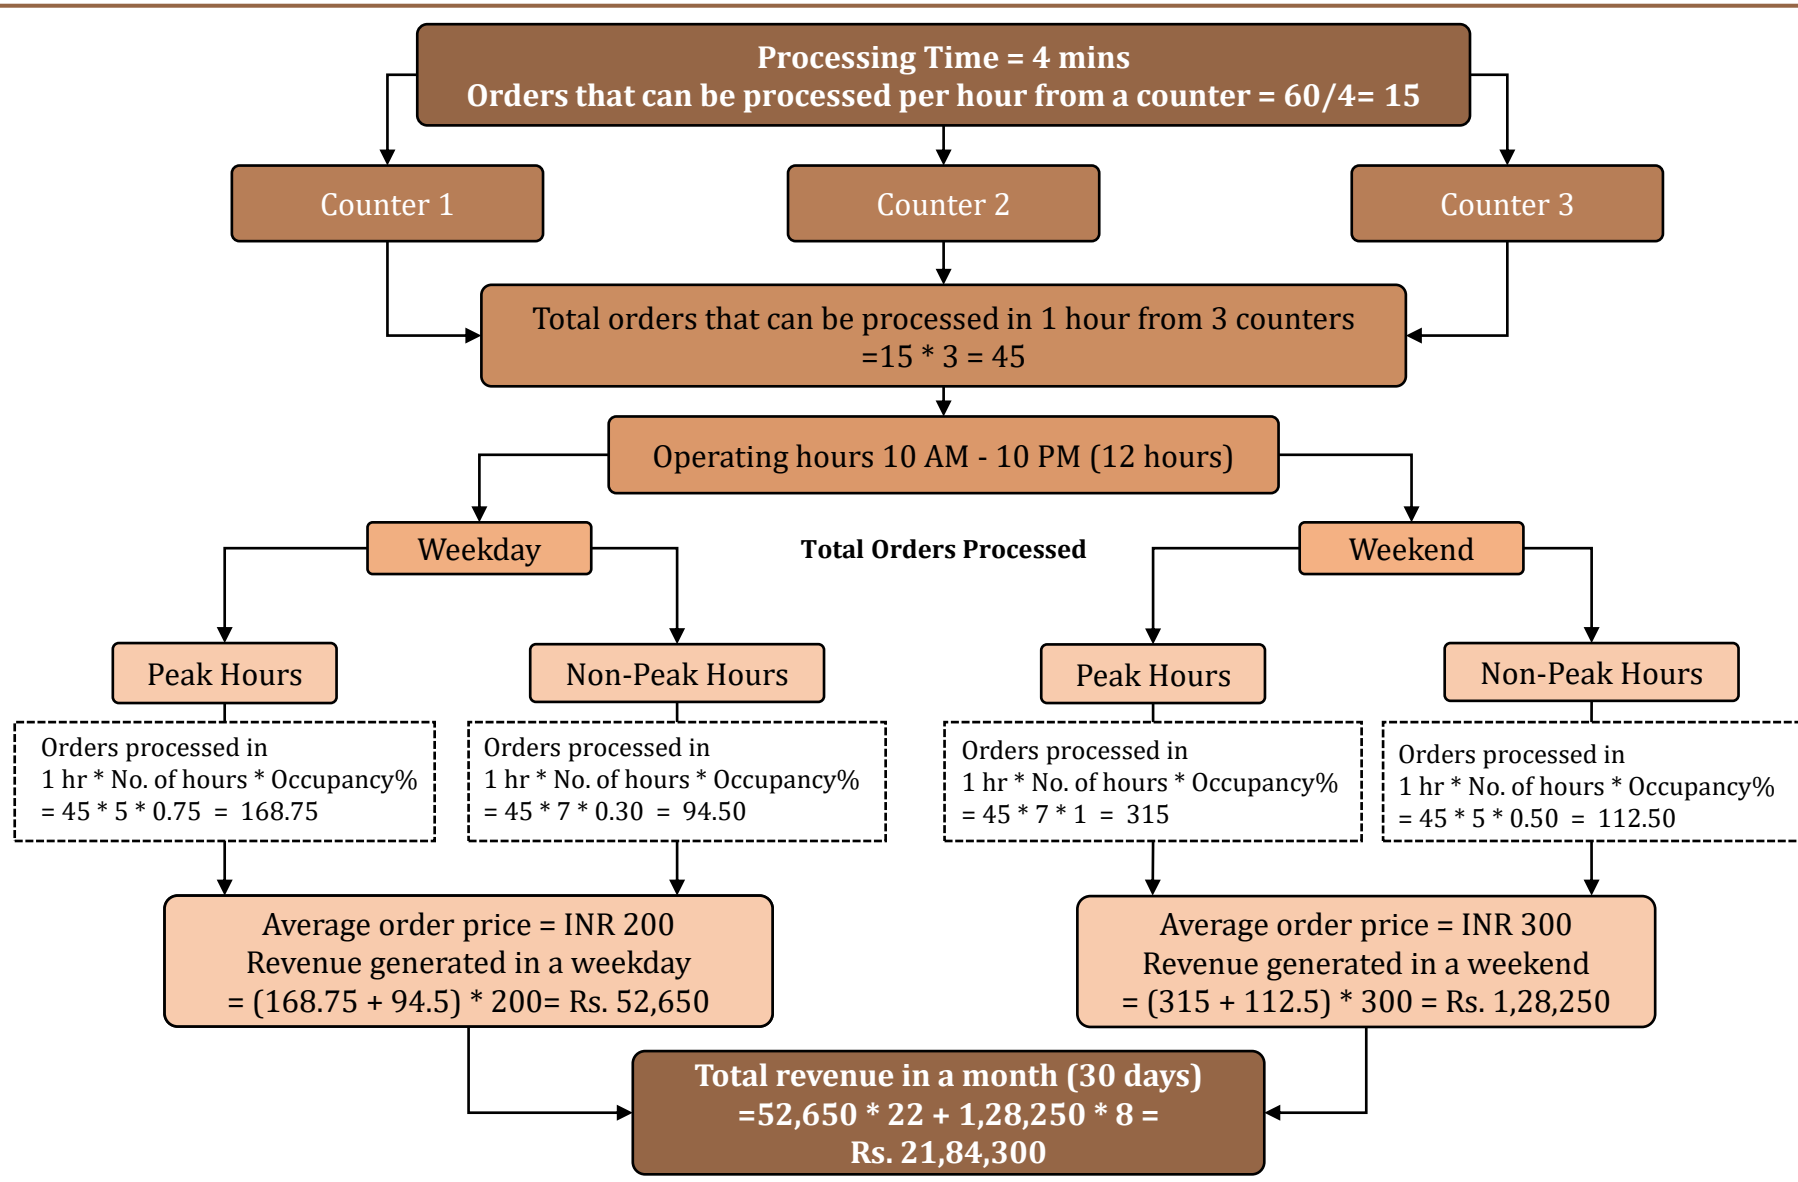 Processing Time = 4 mins
Orders that can be processed per hour from a counter = 60/4= 15
Counter 1
Counter 2
Counter 3
Total orders that can be processed in 1 hour from 3 counters
=15 * 3 = 45
Operating hours 10 AM - 10 PM (12 hours)
Weekday
Total Orders Processed
Weekend
Peak Hours
Non-Peak Hours
Peak Hours
Non-Peak Hours
Orders processed in
1 hr * No. of hours * Occupancy%
= 45 * 5 * 0.75 = 168.75
Orders processed in
1 hr * No. of hours * Occupancy%
= 45 * 7 * 0.30 = 94.50
Orders processed in
1 hr * No. of hours * Occupancy%
= 45 * 7 * 1 = 315
Orders processed in
1 hr * No. of hours * Occupancy%
= 45 * 5 * 0.50 = 112.50
Average order price = INR 200
Revenue generated in a weekday
= (168.75 + 94.5) * 200= Rs. 52,650
Average order price = INR 300
Revenue generated in a weekend
= (315 + 112.5) * 300 = Rs. 1,28,250
Total revenue in a month (30 days)
=52,650 * 22 + 1,28,250 * 8 =
Rs. 21,84,300